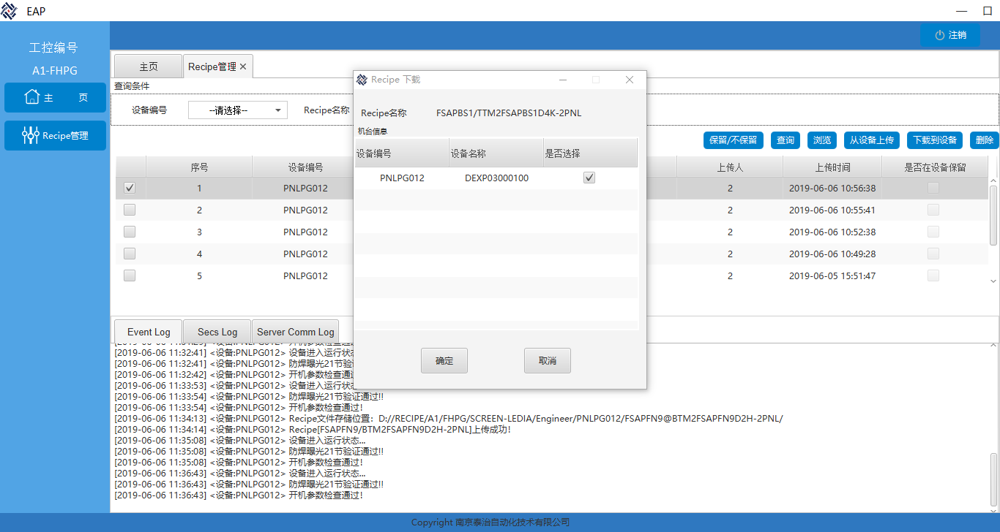 EAP
注销
工控编号
A1-FHPG
主 页
Recipe管理
主页
Recipe管理
查询条件
设备编号
--请选择--
Recipe名称
保留/不保留
查询
浏览
从设备上传
下载到设备
删除
序号 设备编号 上传人 上传时间 是否在设备保留
1 PNLPG012 2 2019-06-06 10:56:38
2 PNLPG012 2 2019-06-06 10:55:41
3 PNLPG012 2 2019-06-06 10:52:38
4 PNLPG012 2 2019-06-06 10:49:28
5 PNLPG012 2 2019-06-05 15:51:47
Recipe 下载
Recipe名称 FSAPBS1/TTM2FSAPBS1D4K-2PNL
机台信息
设备编号 设备名称 是否选择
PNLPG012 DEXP03000100
确定 取消
Event Log Secs Log Server Comm Log
[2019-06-06 11:32:41] <设备:PNLPG012> 设备进入运行状态
[2019-06-06 11:32:41] <设备:PNLPG012> 防焊曝光21节验
[2019-06-06 11:32:42] <设备:PNLPG012> 开机参数检查通
[2019-06-06 11:33:53] <设备:PNLPG012> 设备进入运行状态
[2019-06-06 11:33:54] <设备:PNLPG012> 防焊曝光21节验证通过!!
[2019-06-06 11:33:54] <设备:PNLPG012> 开机参数检查通过!
[2019-06-06 11:34:13] <设备:PNLPG012> Recipe文件存储位置：D://RECIPE/A1/FHPG/SCREEN-LEDIA/Engineer/PNLPG012/FSAPFN9@BTM2FSAPFN9D2H-2PNL/
[2019-06-06 11:34:14] <设备:PNLPG012> Recipe[FSAPFN9/BTM2FSAPFN9D2H-2PNL]上传成功!
[2019-06-06 11:35:08] <设备:PNLPG012> 设备进入运行状态...
[2019-06-06 11:35:08] <设备:PNLPG012> 防焊曝光21节验证通过!!
[2019-06-06 11:35:08] <设备:PNLPG012> 开机参数检查通过!
[2019-06-06 11:36:43] <设备:PNLPG012> 设备进入运行状态...
[2019-06-06 11:36:43] <设备:PNLPG012> 防焊曝光21节验证通过!!
[2019-06-06 11:36:43] <设备:PNLPG012> 开机参数检查通过!
Copyright 南京泰治自动化技术有限公司